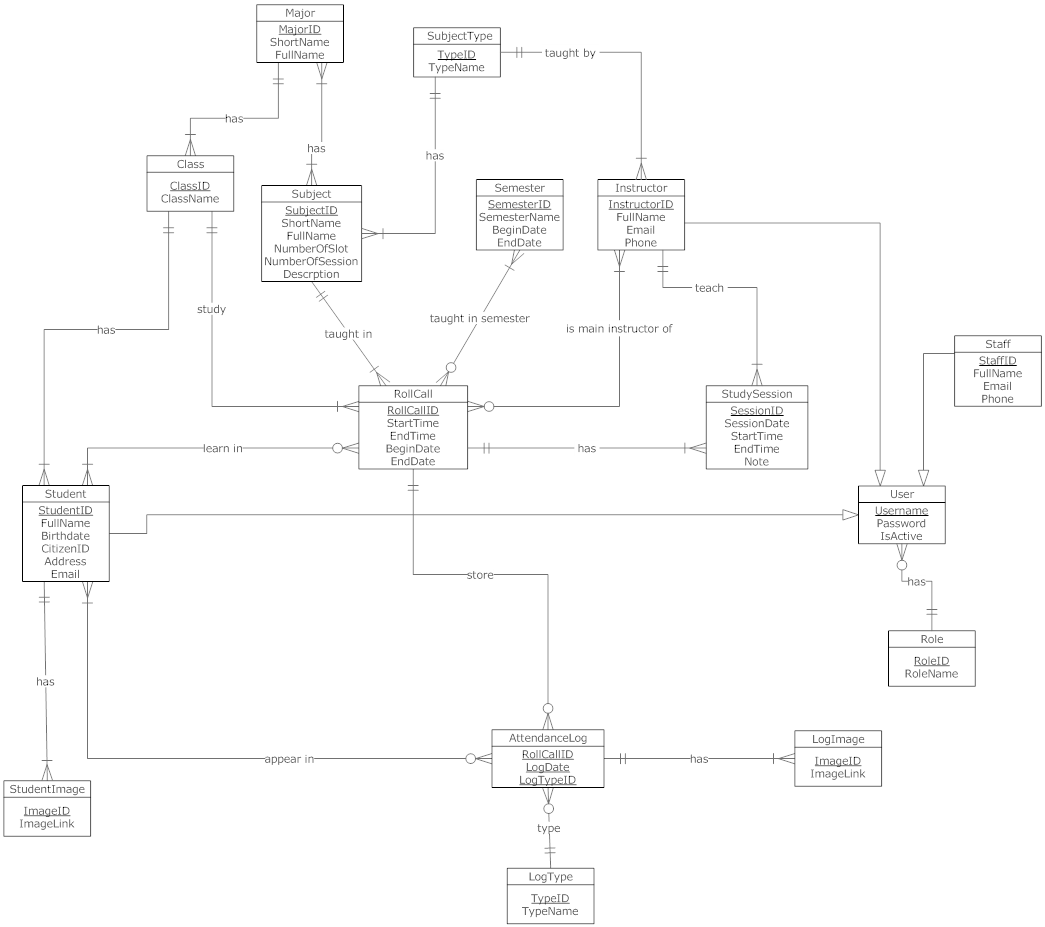 Major
MajorID
ShortName
FullName
SubjectType
TypeID
TypeName
taught by
has
has
has
Class
ClassID
ClassName
Subject
SubjectID
ShortName
FullName
NumberOfSlot
NumberOfSession
Descrption
Semester
SemesterID
SemesterName
BeginDate
EndDate
Instructor
InstructorID
FullName
Email
Phone
teach
study
has
taught in
taught in semester
is main instructor of
Staff
StaffID
FullName
Email
Phone
RollCall
RollCallID
StartTime
EndTime
BeginDate
EndDate
StudySession
SessionID
SessionDate
StartTime
EndTime
Note
learn in
has
Student
StudentID
FullName
Birthdate
CitizenID
Address
Email
User
Username
Password
IsActive
store
has
Role
RoleID
RoleName
has
appear in
AttendanceLog
RollCallID
LogDate
LogTypeID
has
LogImage
ImageID
ImageLink
StudentImage
ImageID
ImageLink
type
LogType
TypeID
TypeName